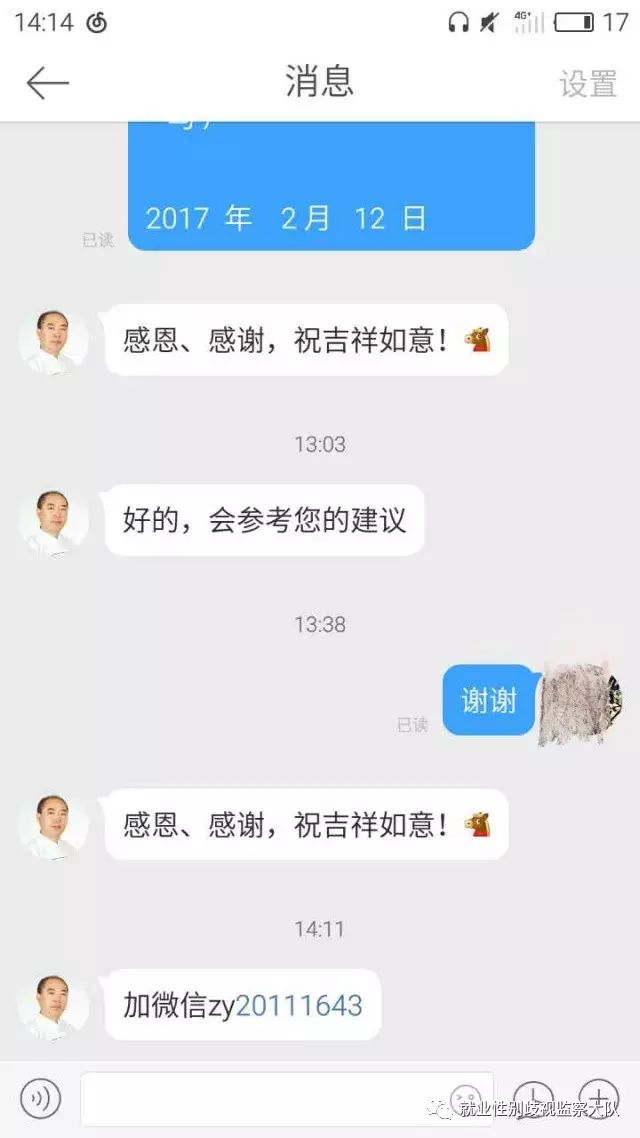 14:14
4G+
17
消息
设置
2017 年 2月 12 日
已读
感恩、感谢，祝吉祥如意！
13:03
好的，会参考您的建议
13:38
谢谢
已读
感恩、感谢，祝吉祥如意！
14:11
加微信zy20111643
就业性别歧视监察大队